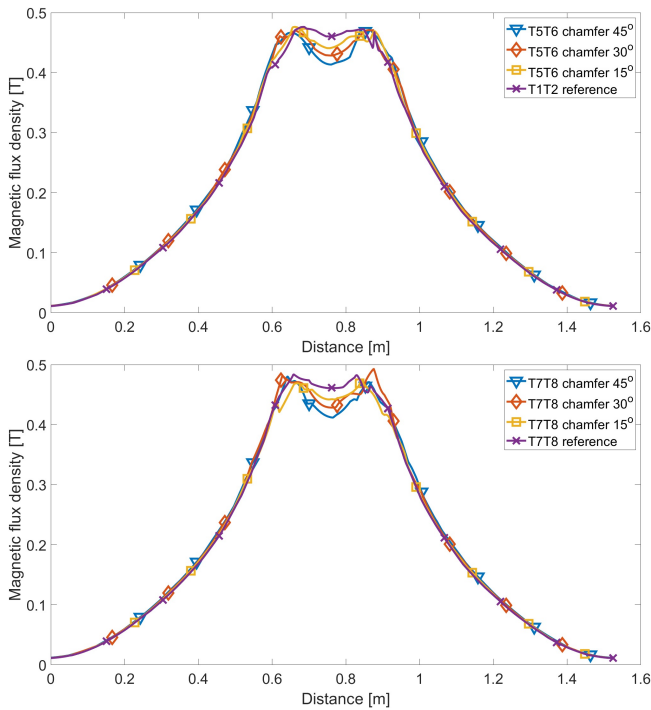 0.5
0.4
0.3
0.2
0.1
0
Magnetic flux density [T]
T5T6 chamfer 45°
T5T6 chamfer 30°
T5T6 chamfer 15°
T1T2 reference
0 0.2 0.4 0.6 0.8 1 1.2 1.4 1.6
Distance [m]
0.5
0.4
0.3
0.2
0.1
0
Magnetic flux density [T]
T7T8 chamfer 45°
T7T8 chamfer 30°
T7T8 chamfer 15°
T7T8 reference
0 0.2 0.4 0.6 0.8 1 1.2 1.4 1.6
Distance [m]